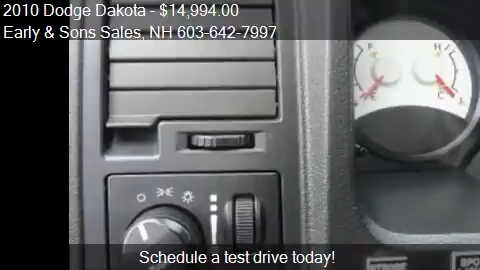 2010 Dodge Dakota - $14,994.00
Early & Sons Sales, NH 603-642-7997
F
H
E
C
Schedule a test drive today!